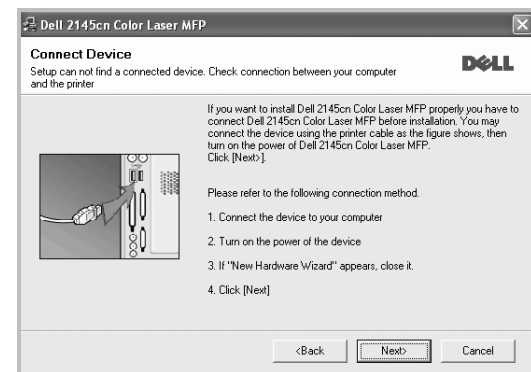 Dell 2145cn Color Laser MFP
Connect Device
Setup can not find a connected device. Check connection between your computer
and the printer
DELL
If you want to install Dell 2145cn Color Laser MFP properly you have to
connect Dell 2145cn Color Laser MFP before installation. You may
connect the device using the printer cable as the figure shows, then
turn on the power of Dell 2145cn Color Laser MFP.
Click [Next>].
Please refer to the following connection method.
1. Connect the device to your computer
2. Turn on the power of the device
3. If "New Hardware Wizard" appears, close it.
4. Click [Next]
<Back
Next>
Cancel